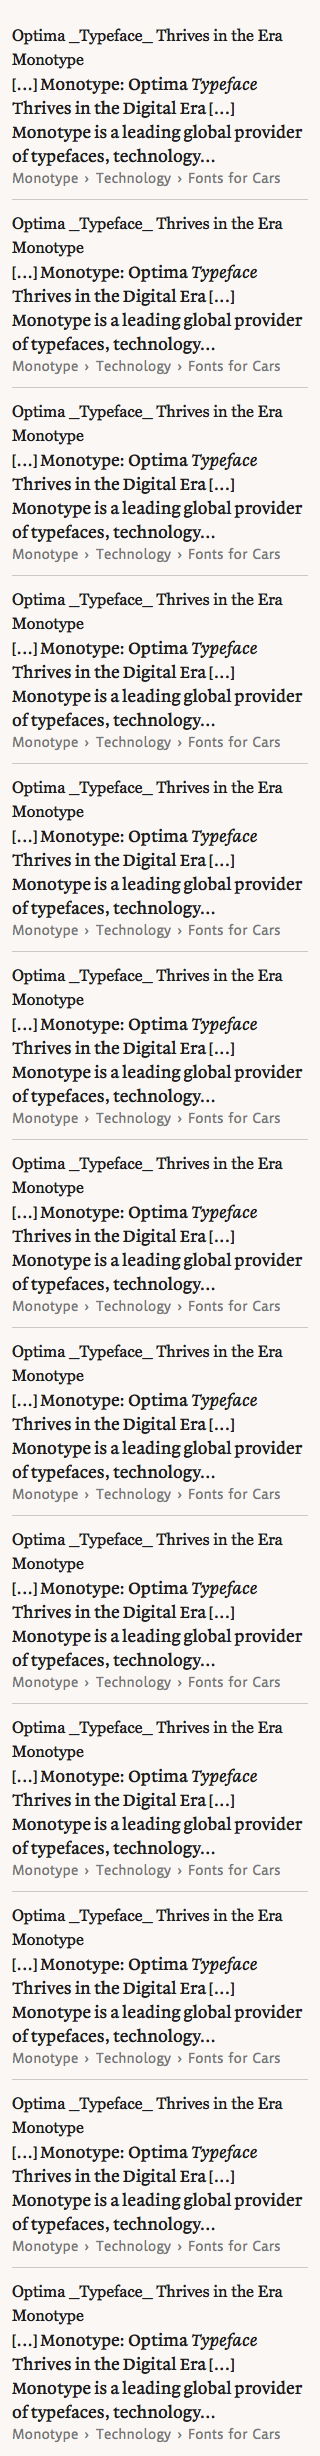 Optima _Typeface_ Thrives in the Era
Monotype
[…] Monotype: Optima Typeface
Thrives in the Digital Era […]
Monotype is a leading global provider
of typefaces, technology…
Monotype › Technology › Fonts for Cars
Optima _Typeface_ Thrives in the Era
Monotype
[…] Monotype: Optima Typeface
Thrives in the Digital Era […]
Monotype is a leading global provider
of typefaces, technology…
Monotype › Technology › Fonts for Cars
Optima _Typeface_ Thrives in the Era
Monotype
[…] Monotype: Optima Typeface
Thrives in the Digital Era […]
Monotype is a leading global provider
of typefaces, technology…
Monotype › Technology › Fonts for Cars
Optima _Typeface_ Thrives in the Era
Monotype
[…] Monotype: Optima Typeface
Thrives in the Digital Era […]
Monotype is a leading global provider
of typefaces, technology…
Monotype › Technology › Fonts for Cars
Optima _Typeface_ Thrives in the Era
Monotype
[…] Monotype: Optima Typeface
Thrives in the Digital Era […]
Monotype is a leading global provider
of typefaces, technology…
Monotype › Technology › Fonts for Cars
Optima _Typeface_ Thrives in the Era
Monotype
[…] Monotype: Optima Typeface
Thrives in the Digital Era […]
Monotype is a leading global provider
of typefaces, technology…
Monotype › Technology › Fonts for Cars
Optima _Typeface_ Thrives in the Era
Monotype
[…] Monotype: Optima Typeface
Thrives in the Digital Era […]
Monotype is a leading global provider
of typefaces, technology…
Monotype › Technology › Fonts for Cars
Optima _Typeface_ Thrives in the Era
Monotype
[…] Monotype: Optima Typeface
Thrives in the Digital Era […]
Monotype is a leading global provider
of typefaces, technology…
Monotype › Technology › Fonts for Cars
Optima _Typeface_ Thrives in the Era
Monotype
[…] Monotype: Optima Typeface
Thrives in the Digital Era […]
Monotype is a leading global provider
of typefaces, technology…
Monotype › Technology › Fonts for Cars
Optima _Typeface_ Thrives in the Era
Monotype
[…] Monotype: Optima Typeface
Thrives in the Digital Era […]
Monotype is a leading global provider
of typefaces, technology…
Monotype › Technology › Fonts for Cars
Optima _Typeface_ Thrives in the Era
Monotype
[…] Monotype: Optima Typeface
Thrives in the Digital Era […]
Monotype is a leading global provider
of typefaces, technology…
Monotype › Technology › Fonts for Cars
Optima _Typeface_ Thrives in the Era
Monotype
[…] Monotype: Optima Typeface
Thrives in the Digital Era […]
Monotype is a leading global provider
of typefaces, technology…
Monotype › Technology › Fonts for Cars
Optima _Typeface_ Thrives in the Era
Monotype
[…] Monotype: Optima Typeface
Thrives in the Digital Era […]
Monotype is a leading global provider
of typefaces, technology…
Monotype › Technology › Fonts for Cars